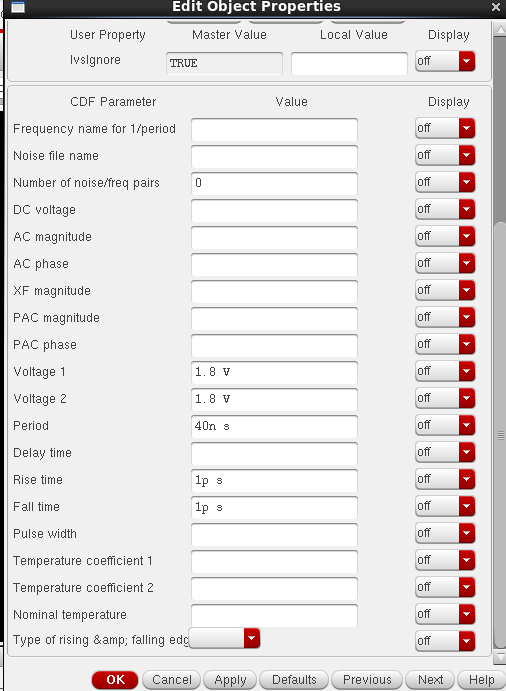 Edit Object Properties
User Property Master Value Local Value Display
lvsIgnore TRUE off
CDF Parameter Value Display
Frequency name for 1/period off
Noise file name off
Number of noise/freq pairs 0 off
DC voltage off
AC magnitude off
AC phase off
XF magnitude off
PAC magnitude off
PAC phase off
Voltage 1 1.8 V off
Voltage 2 1.8 V off
Period 40n s off
Delay time off
Rise time 1p s off
Fall time 1p s off
Pulse width off
Temperature coefficient 1 off
Temperature coefficient 2 off
Nominal temperature off
Type of rising &amp; falling edg off
OK Cancel Apply Defaults Previous Next Help